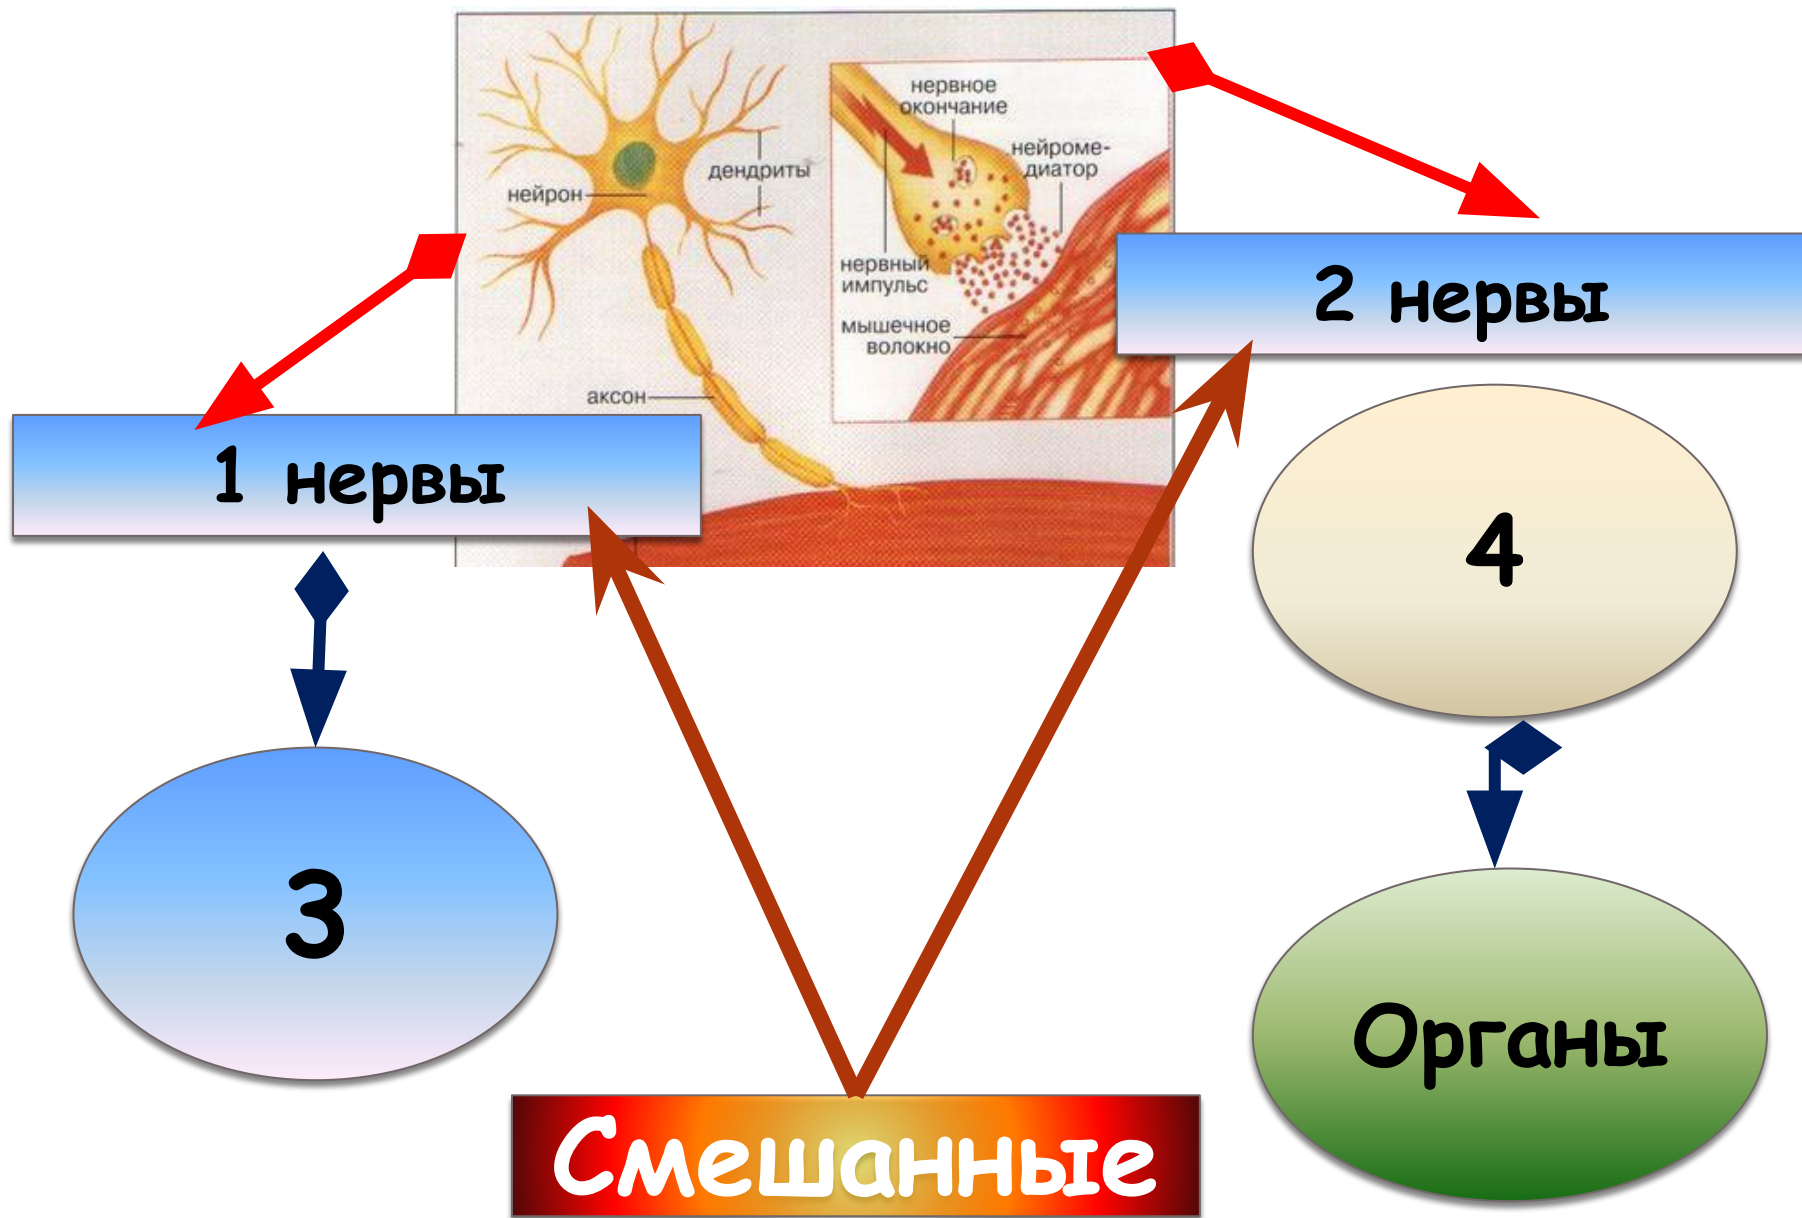 нервное
окончание
нейроме-
диатор
дендриты
нейрон
нервный
импульс
мышечное
волокно
аксон
2 нервы
1 нервы
4
3
Органы
Смешанные